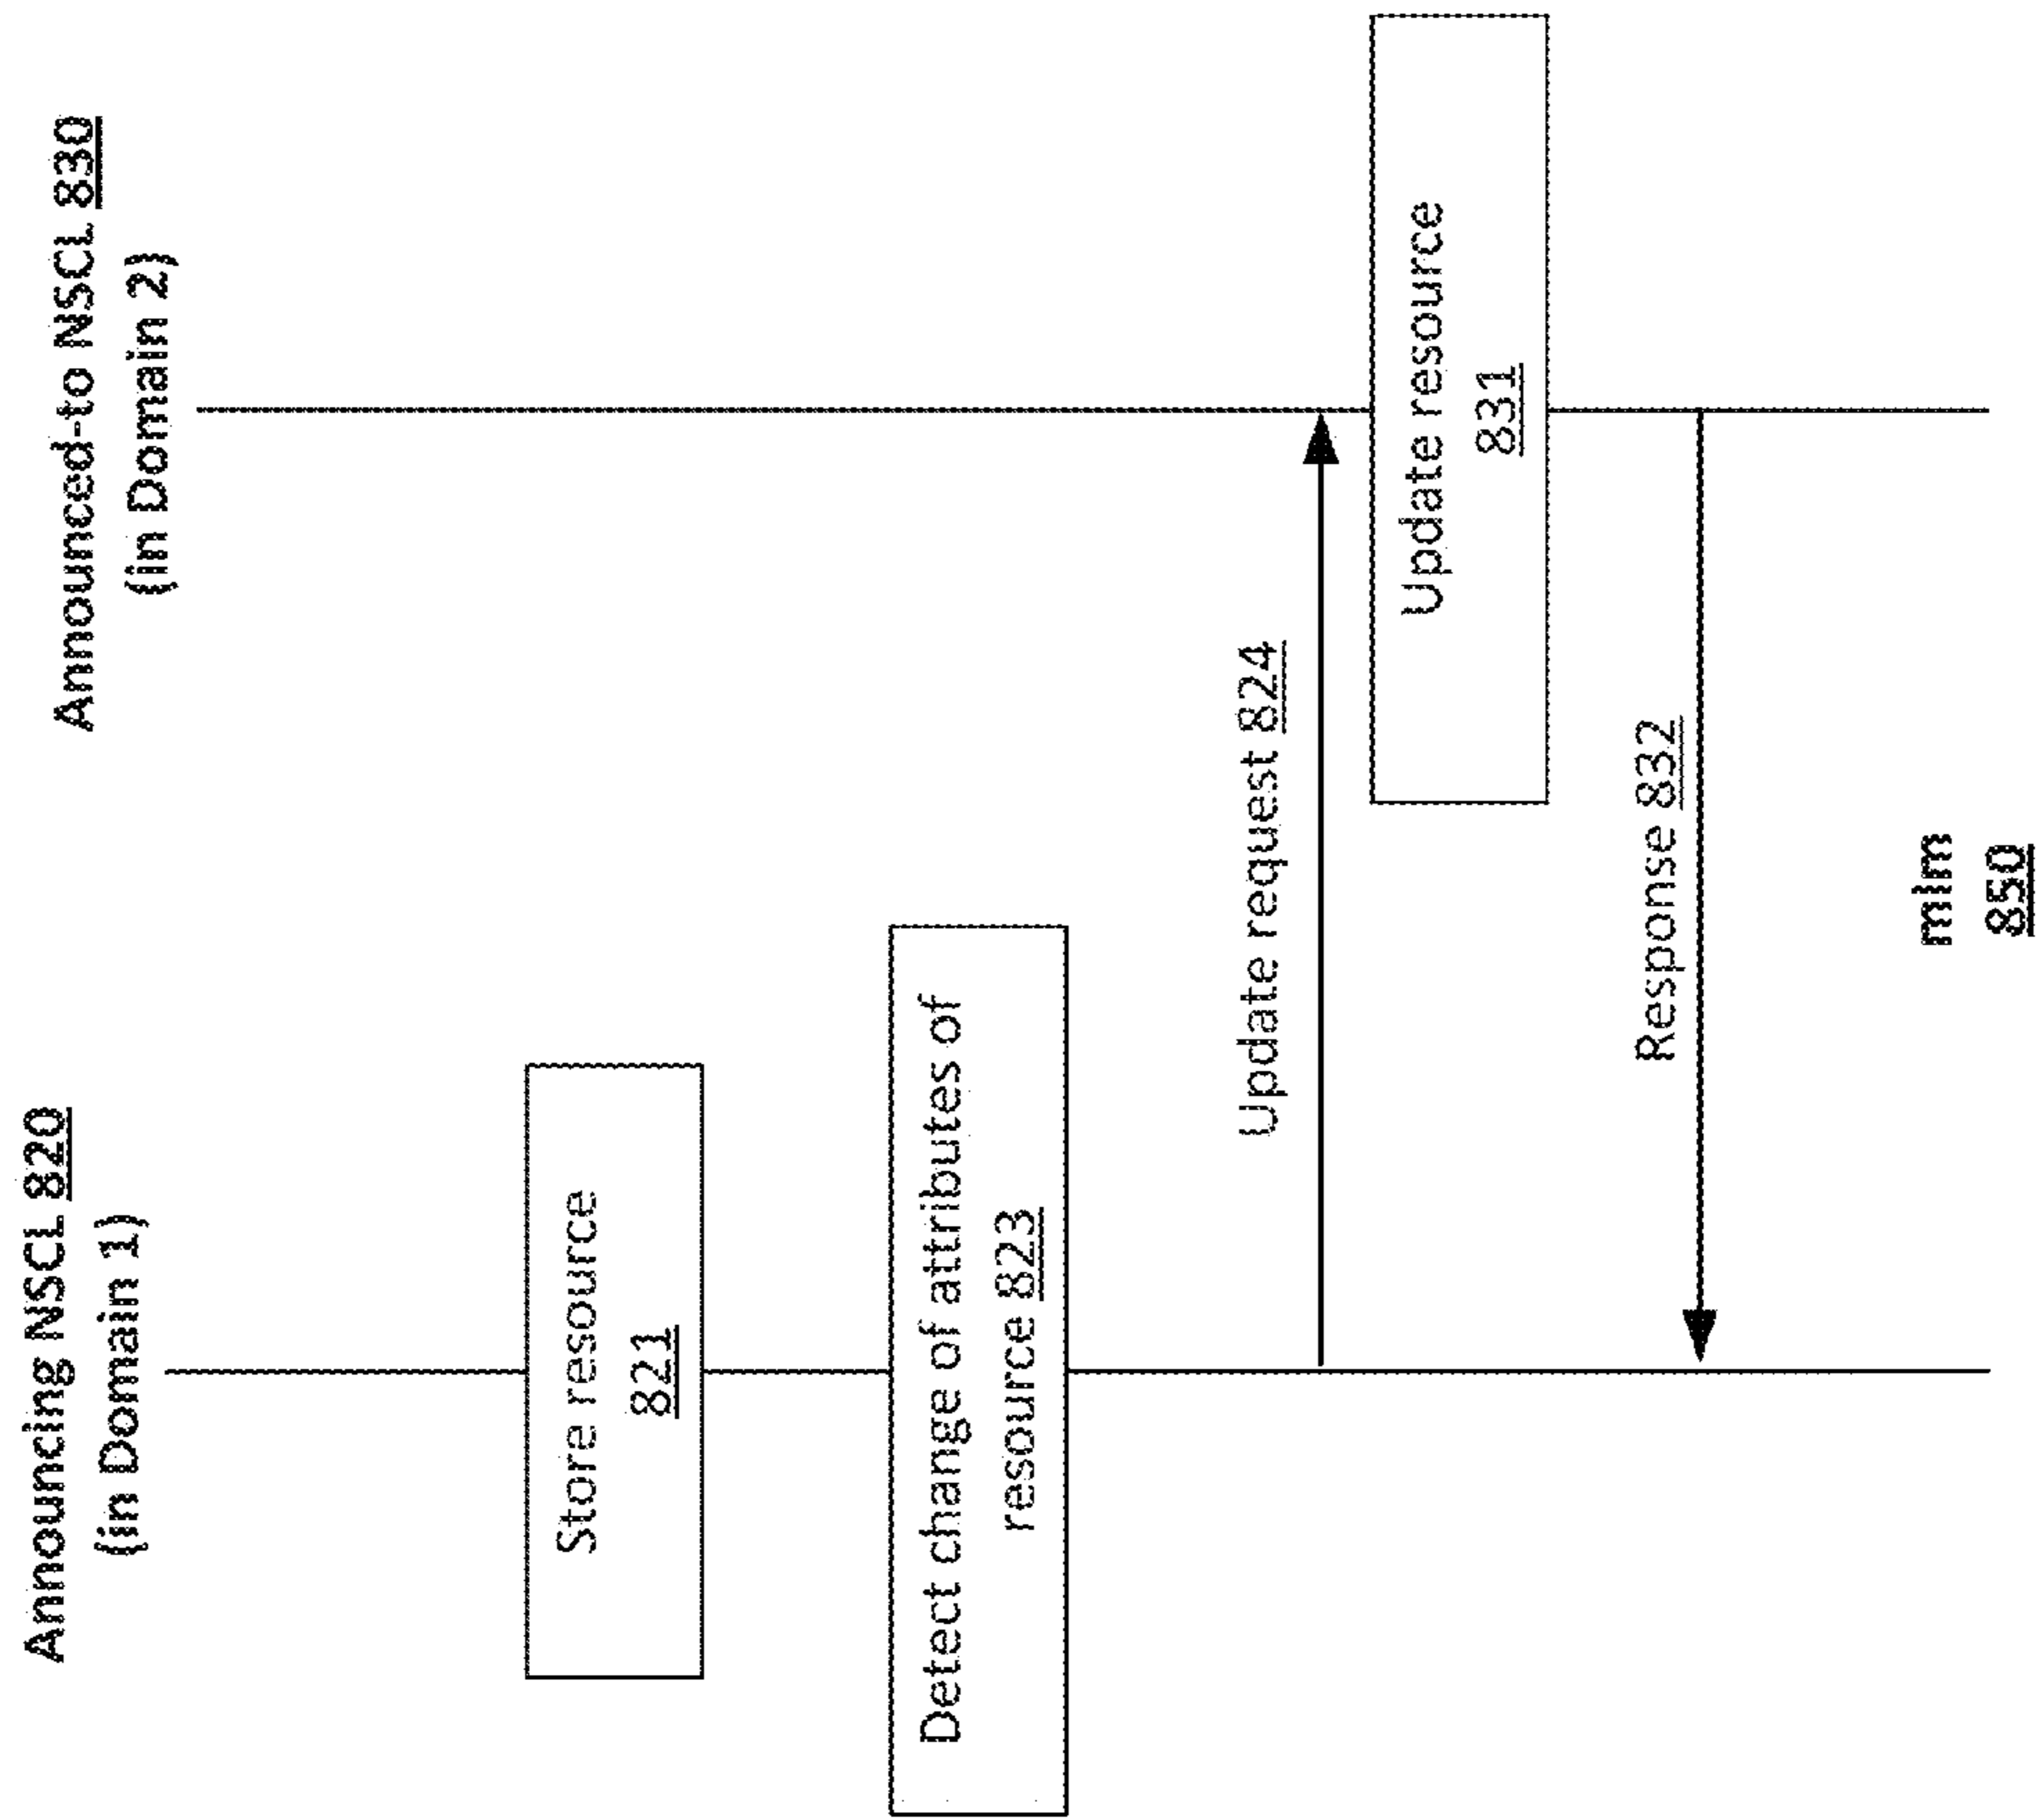 Announcing NSCL 820
(in Domain 1)
Announced-to NSCL 830
(in Domain 2)
Store resource
821
Detect change of attributes of
resource 823
Update request 824
Update resource
831
Response 832
mIm
850